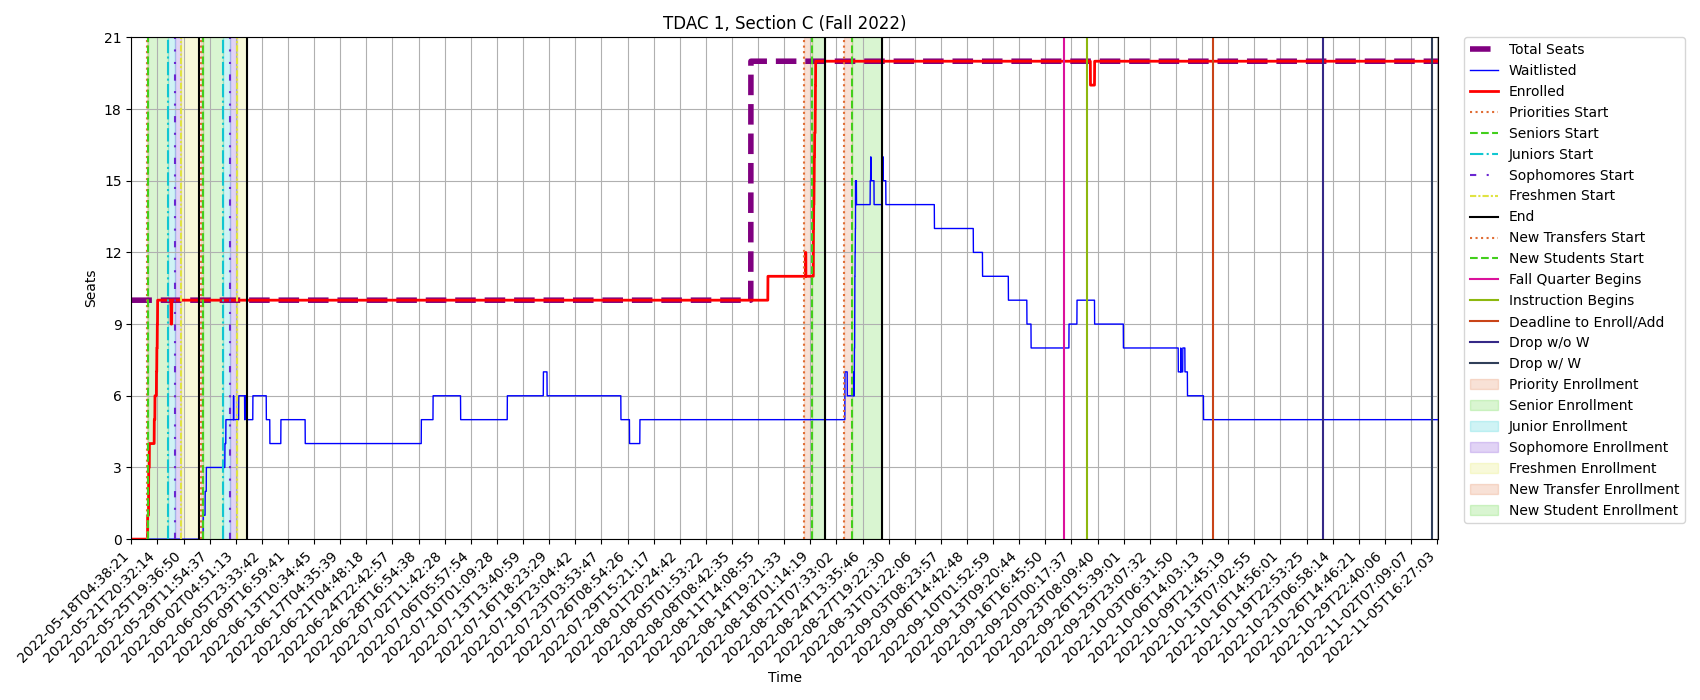 TDAC 1, Section C (Fall 2022)
Seats
21
18
15
12
9
6
3
0
2022-05-18T04:38:21
2022-05-21T20:32:14
2022-05-25T19:36:50
2022-05-29T11:54:37
2022-06-02T04:51:13
2022-06-05T23:33:42
2022-06-09T16:59:41
2022-06-13T10:34:45
2022-06-17T04:35:39
2022-06-21T04:48:18
2022-06-24T22:42:57
2022-06-28T16:54:38
2022-07-02T11:42:28
2022-07-06T05:57:54
2022-07-10T01:09:28
2022-07-13T13:40:59
2022-07-16T18:23:29
2022-07-19T23:04:42
2022-07-23T03:53:47
2022-07-26T08:54:26
2022-07-29T15:21:17
2022-08-01T20:24:42
2022-08-05T01:53:22
2022-08-08T08:42:35
2022-08-11T14:08:55
2022-08-14T19:21:33
2022-08-18T01:14:19
2022-08-21T07:33:02
2022-08-24T13:35:46
2022-08-27T19:22:30
2022-08-31T01:22:06
2022-09-03T08:23:57
2022-09-06T14:42:48
2022-09-10T01:52:59
2022-09-13T09:20:44
2022-09-16T16:45:50
2022-09-20T00:17:37
2022-09-23T08:09:40
2022-09-26T15:39:01
2022-09-29T23:07:32
2022-10-03T06:31:50
2022-10-06T14:03:13
2022-10-09T21:45:19
2022-10-13T07:02:55
2022-10-16T14:56:01
2022-10-19T22:53:25
2022-10-23T06:58:14
2022-10-26T14:46:21
2022-10-29T22:40:06
2022-11-02T07:09:07
2022-11-05T16:27:03
Time
Total Seats
Waitlisted
Enrolled
Priorities Start
Seniors Start
Juniors Start
Sophomores Start
Freshmen Start
End
New Transfers Start
New Students Start
Fall Quarter Begins
Instruction Begins
Deadline to Enroll/Add
Drop w/o W
Drop w/ W
Priority Enrollment
Senior Enrollment
Junior Enrollment
Sophomore Enrollment
Freshmen Enrollment
New Transfer Enrollment
New Student Enrollment